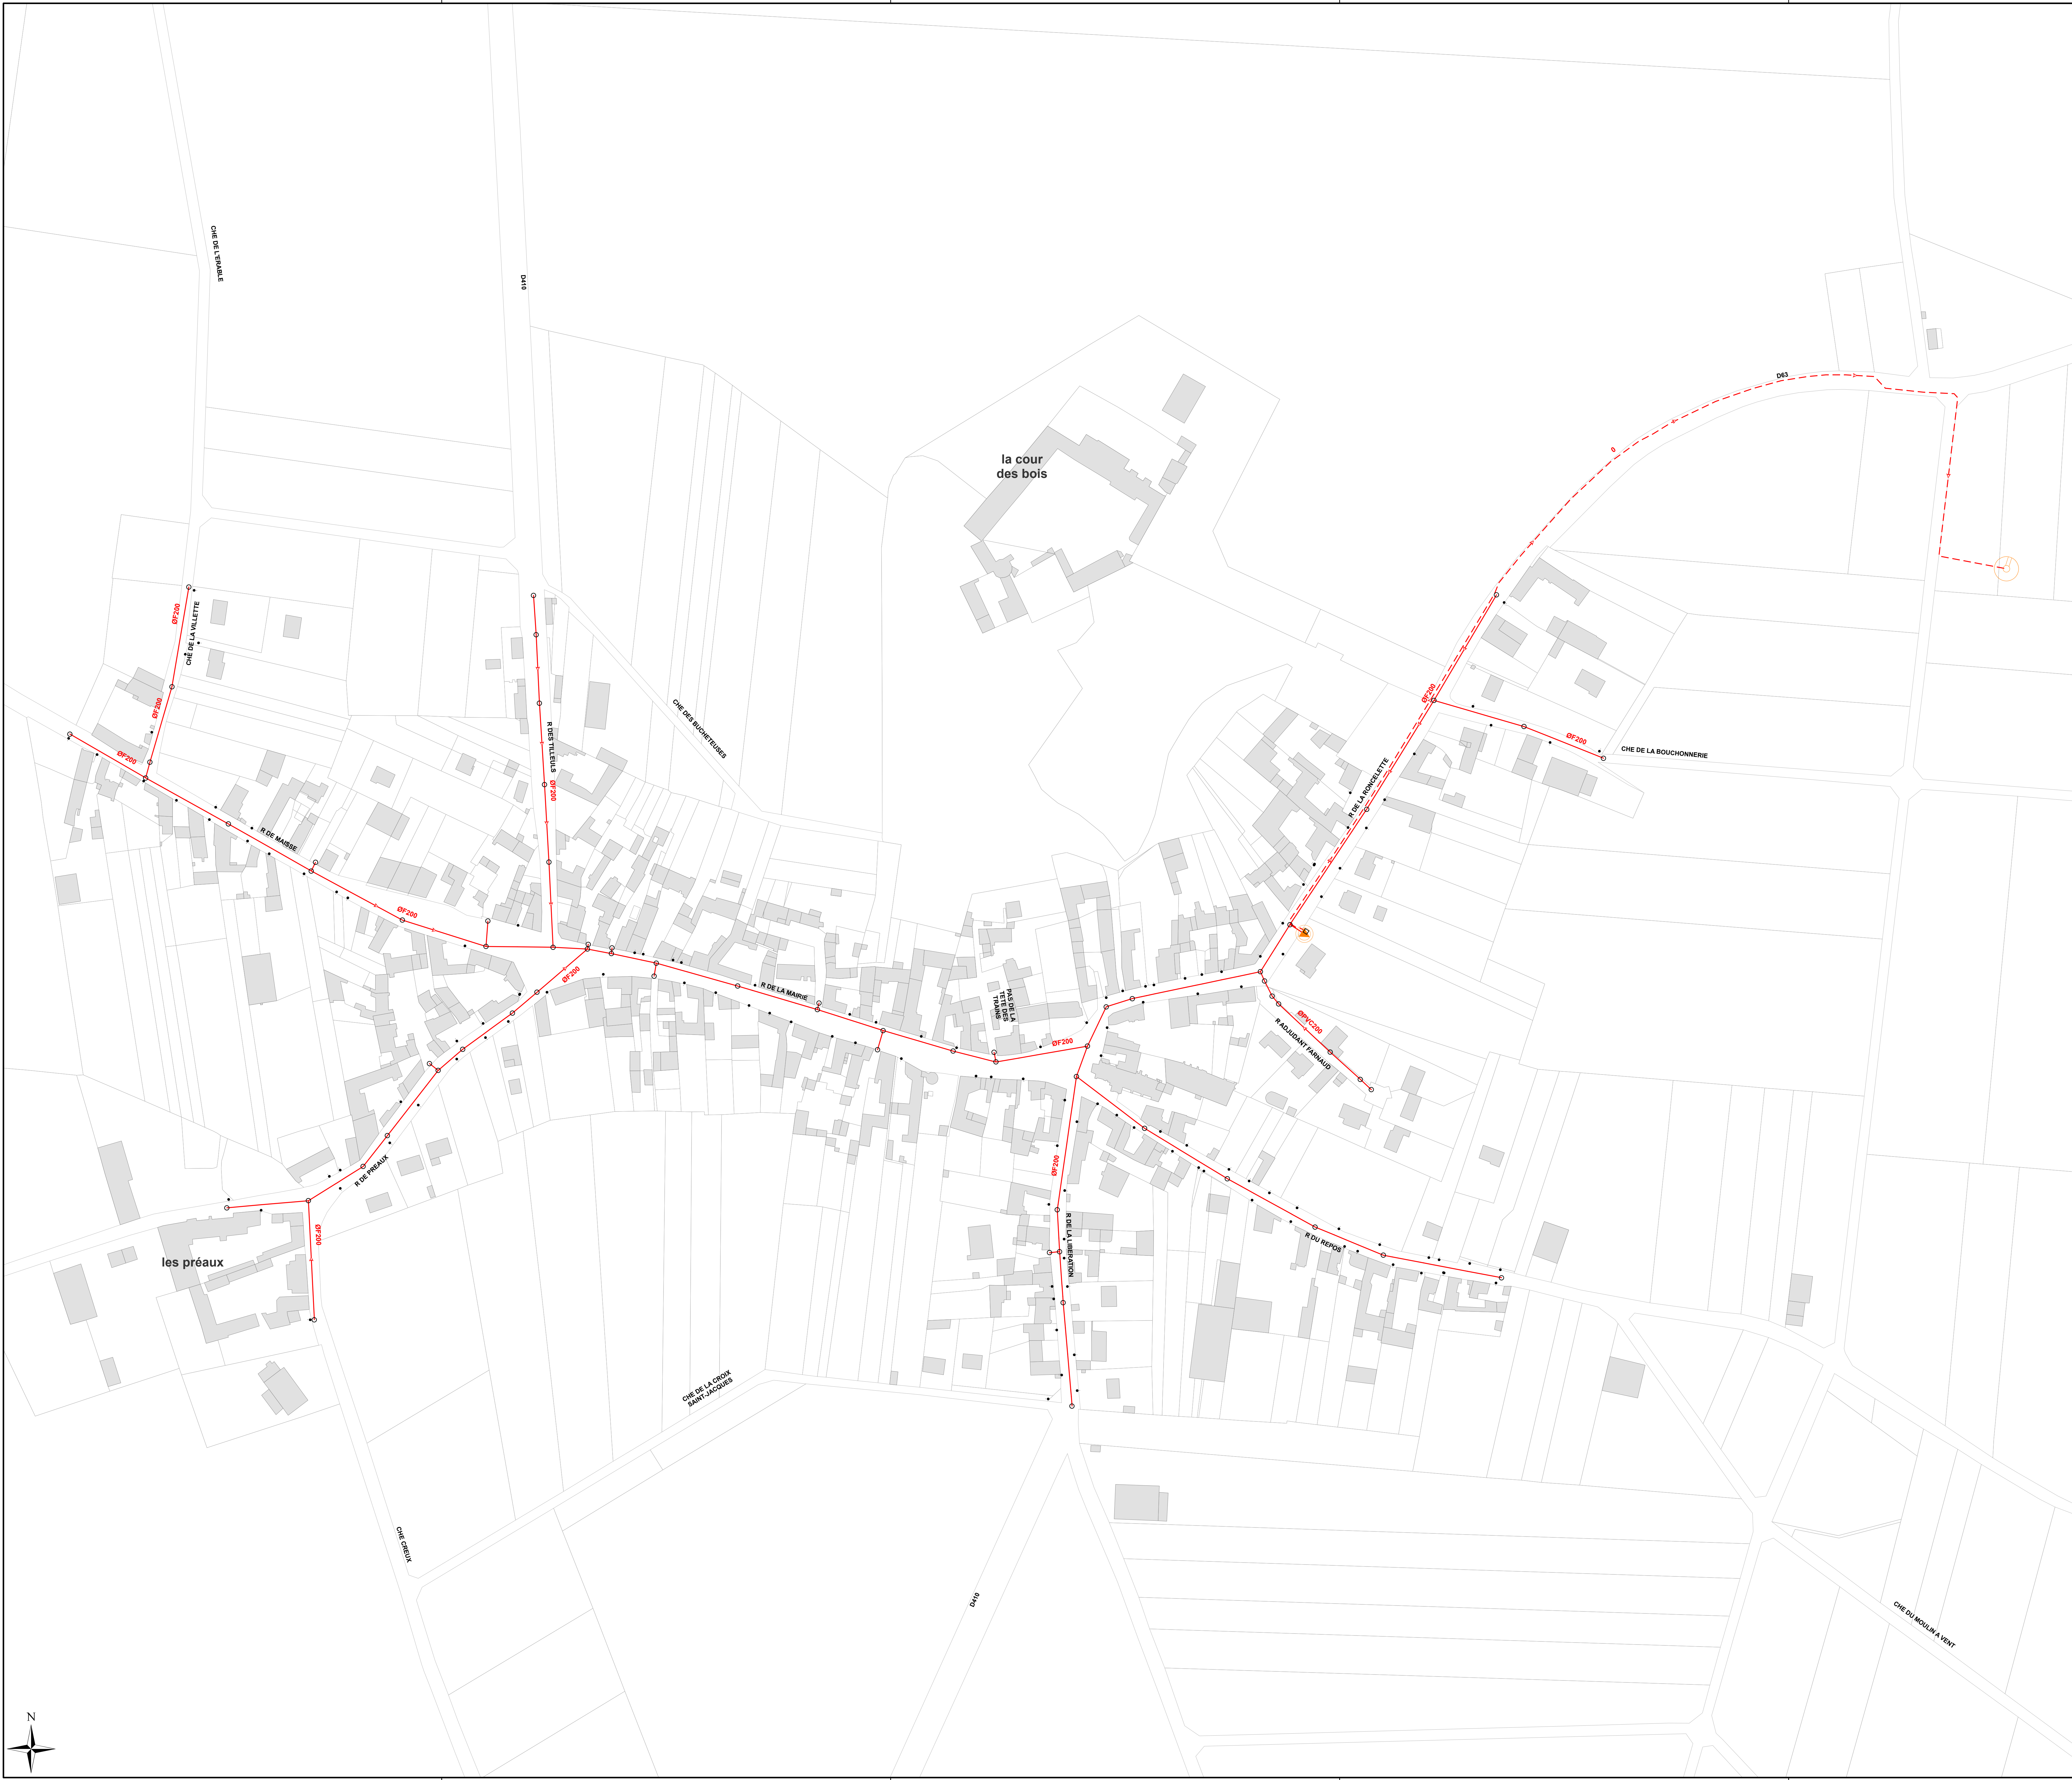 CHE DE L'ERABLE
D410
D63
la cour
des bois
0
ØF200
CHE DE LA VILLETTE
ØF200
ØF200
R DE MAISSE
ØF200
R DES TILLEULS
ØF200
CHE DES BUCHETEUSES
ØF200
CHE DE LA BOUCHONNERIE
ØF200
R DE LA RONCELETTE
ØF200
R DE LA MAIRIE
PAS DE LA
TETE DES
TRAINS
ØF200
ØPVC200
R ADJUDANT FARNAUD
R DE PREAUX
ØF200
les préaux
ØF200
R DE LA LIBERATION
R DU REPOS
CHE DE LA CROIX
SAINT-JACQUES
CHE CREUX
D410
CHE DU MOULIN A VENT
N